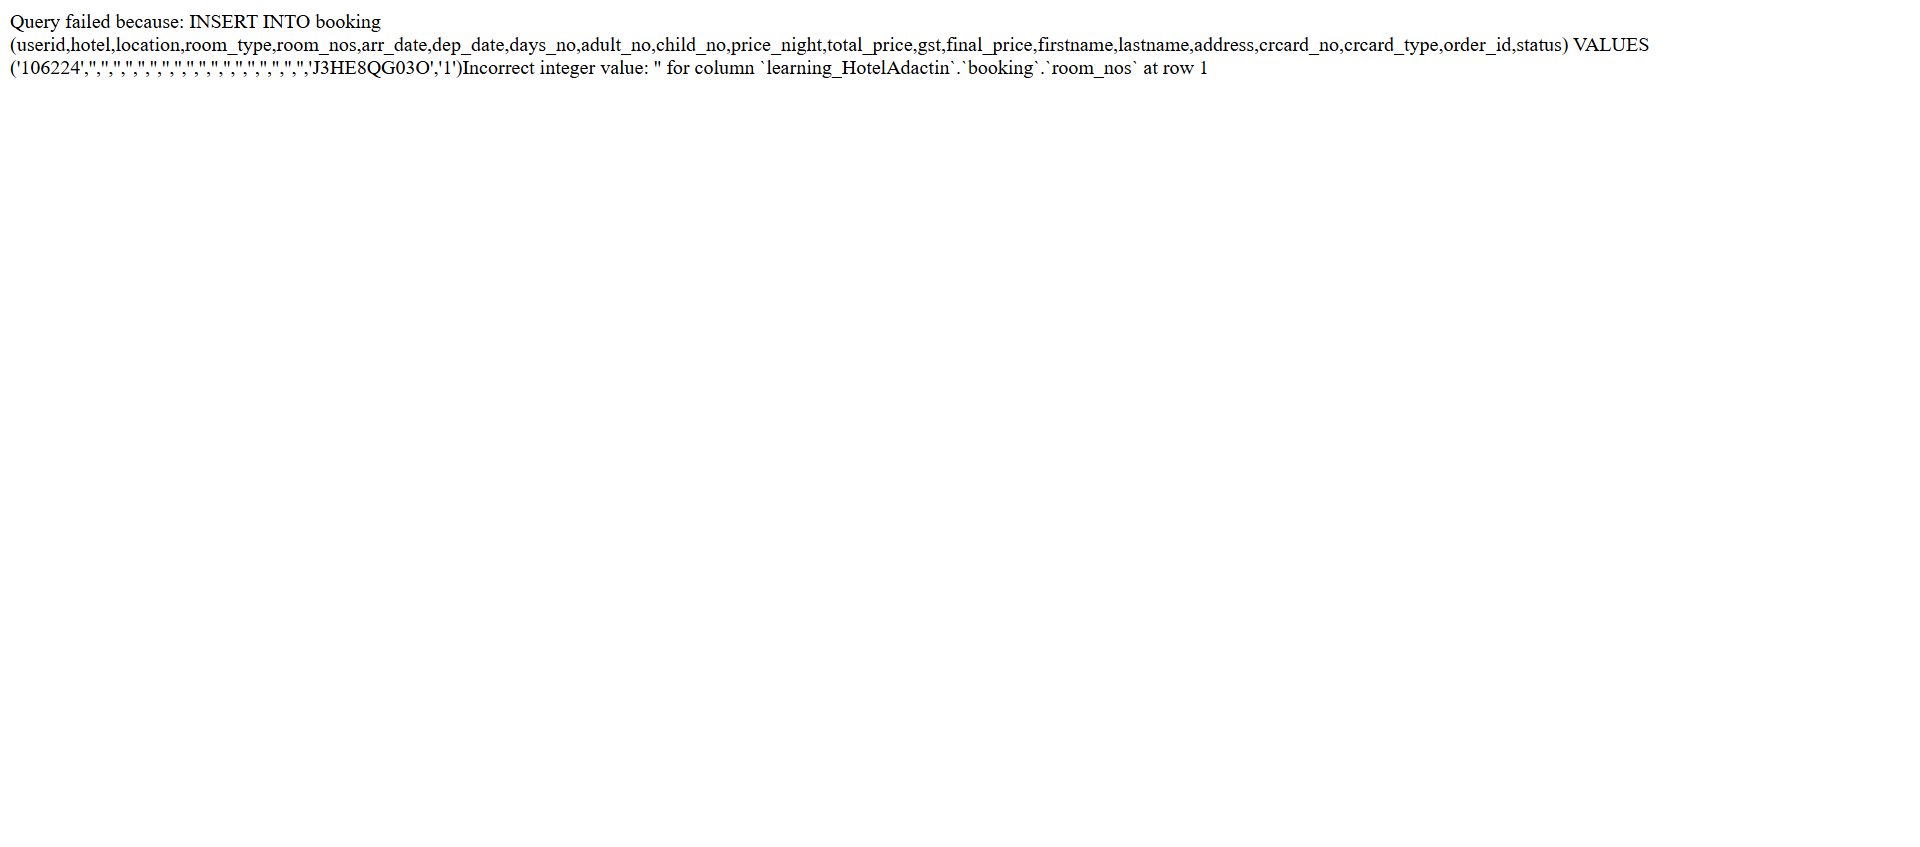 Query failed because: INSERT INTO booking
(userid,hotel,location,room_type,room_nos,arr_date,dep_date,days_no,adult_no,child_no,price_night,total_price,gst,final_price,firstname,lastname,address,crcard_no,crcard_type,order_id,status) VALUES
('106224','','','','','','','','','','','','','','','','','','','J3HE8QG03O','1')Incorrect integer value: '' for column `learning_HotelAdactin`.`booking`.`room_nos` at row 1